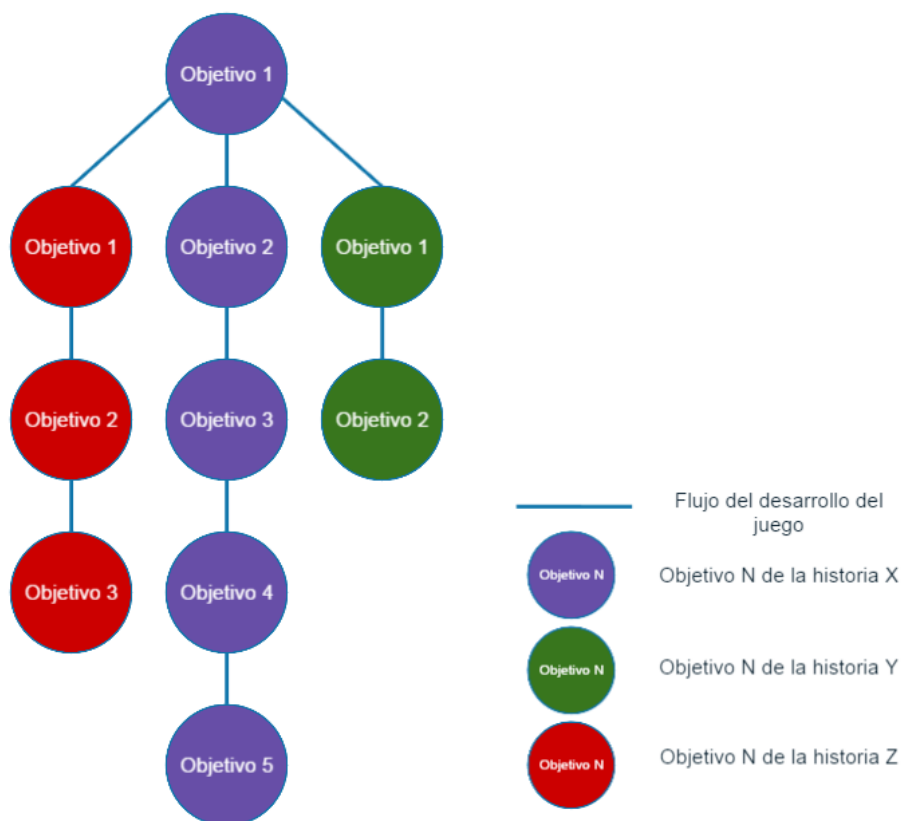 Objetivo 1
Objetivo 1
Objetivo 2
Objetivo 1
Objetivo 2
Objetivo 3
Objetivo 2
Objetivo 3
Objetivo 4
Objetivo 5
Flujo del desarrollo del
juego
Objetivo N
Objetivo N de la historia X
Objetivo N
Objetivo N de la historia Y
Objetivo N
Objetivo N de la historia Z